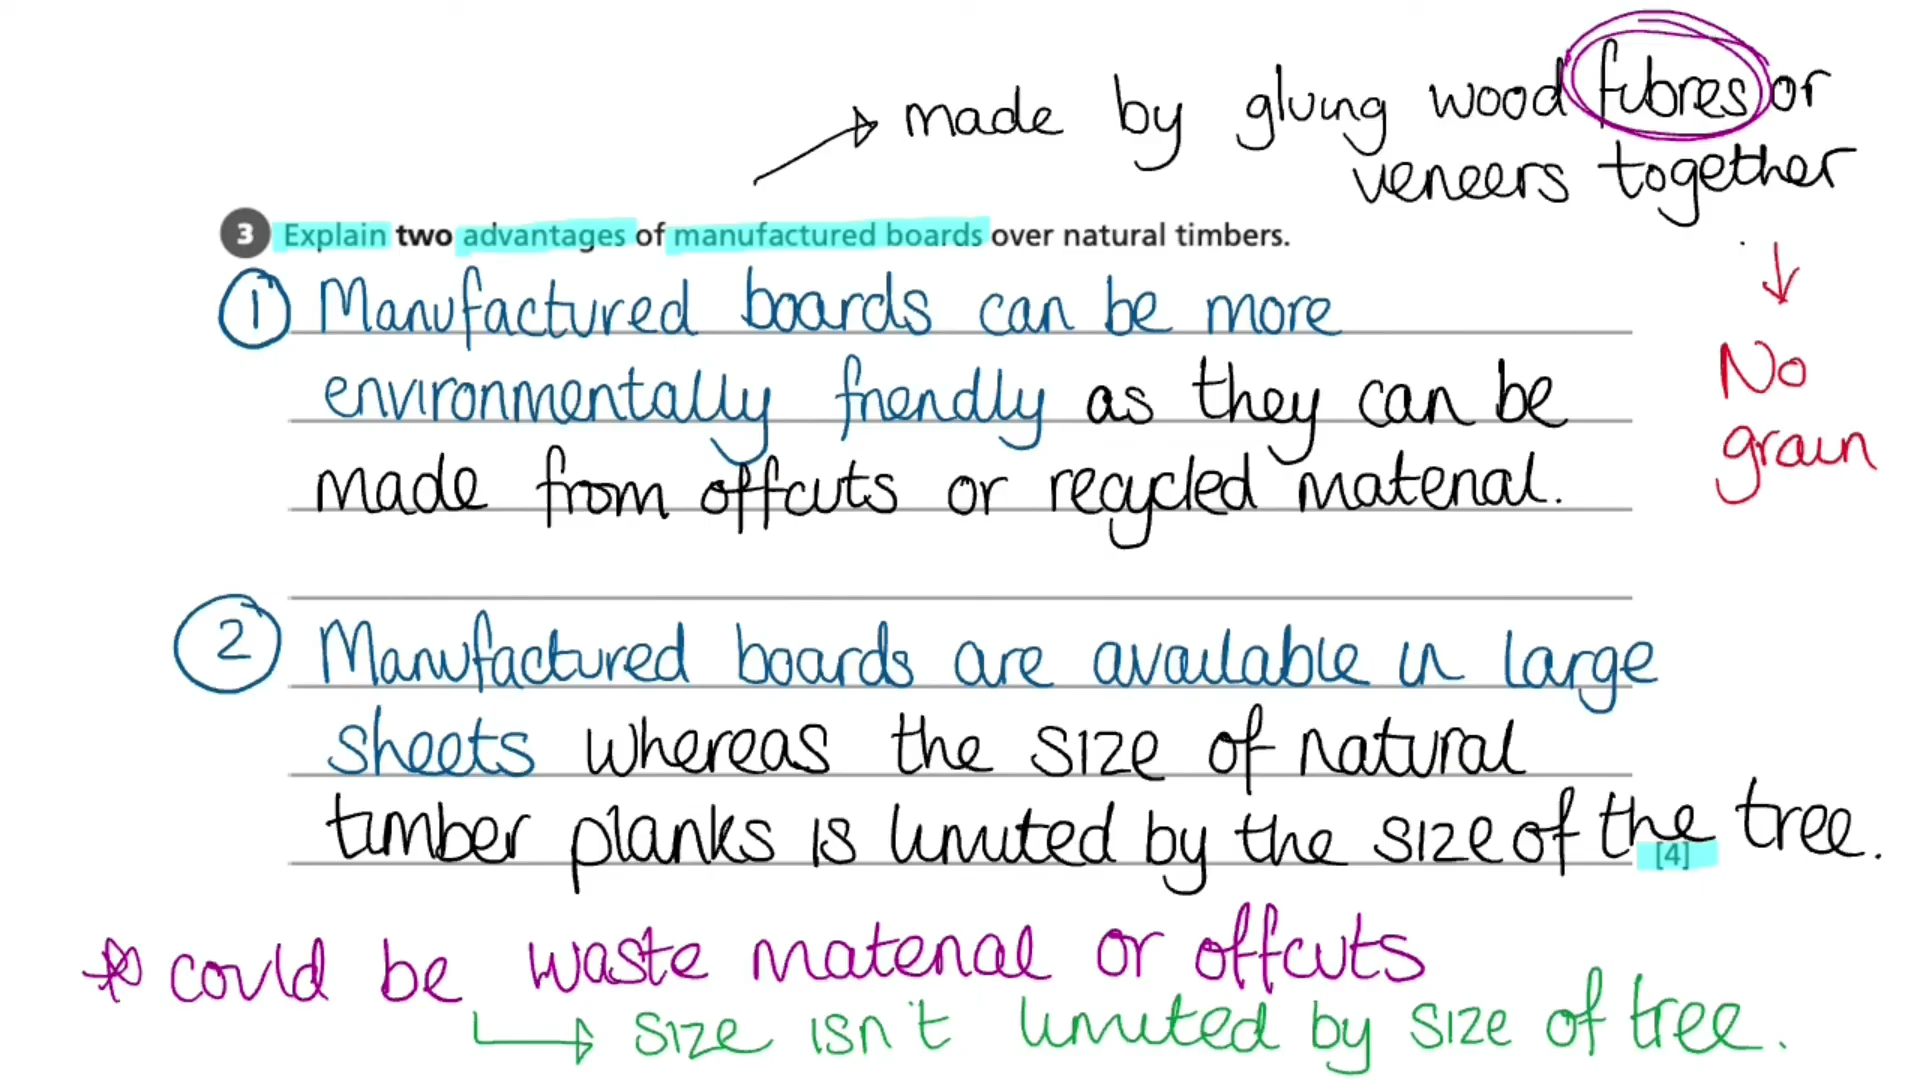 made by gluing wood fibres or
veneers together
3 Explain two advantages of manufactured boards over natural timbers.
No
grain
1 Manufactured boards can be more
environmentally friendly as they can be
made from offcuts or recycled material.
2 Manufactured boards are available in large
sheets whereas the size of natural
timber planks is limited by the size of the tree.
[4]
* could be waste material or offcuts
size isn't limited by size of tree.